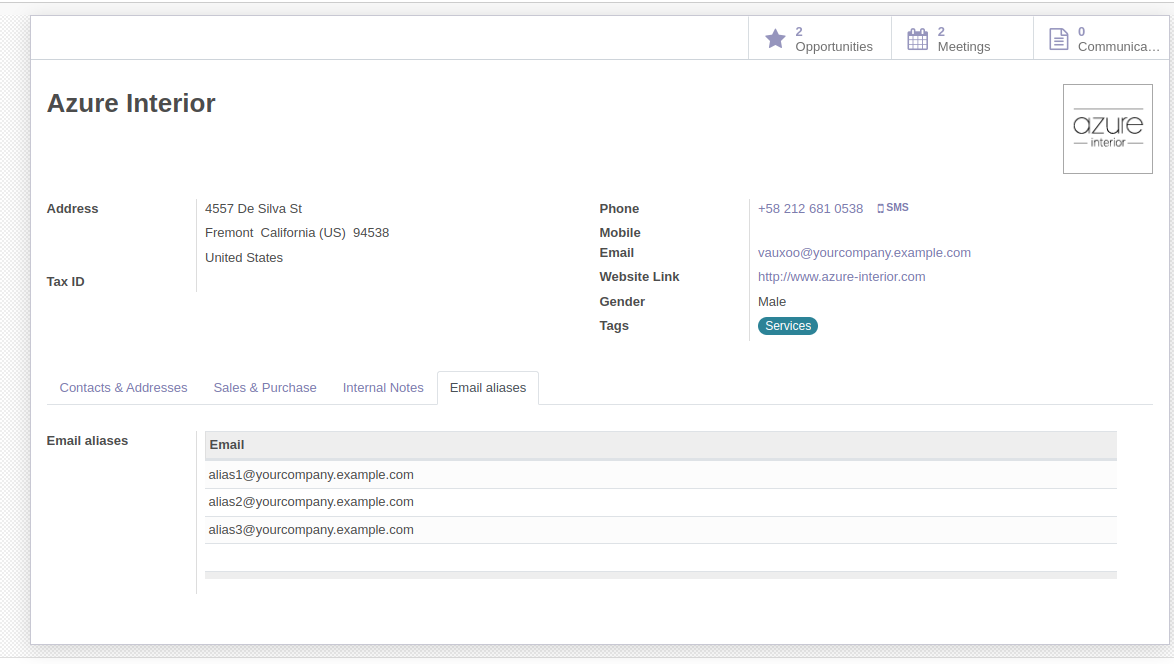 2
Opportunities
2
Meetings
0
Communica...
Azure Interior
azure
interior
Address
4557 De Silva St
Fremont California (US) 94538
United States
Tax ID
Phone
+58 212 681 0538 SMS
Mobile
Email
vauxoo@yourcompany.example.com
Website Link
http://www.azure-interior.com
Gender
Male
Tags
Services
Contacts & Addresses
Sales & Purchase
Internal Notes
Email aliases
Email aliases
Email
alias1@yourcompany.example.com
alias2@yourcompany.example.com
alias3@yourcompany.example.com